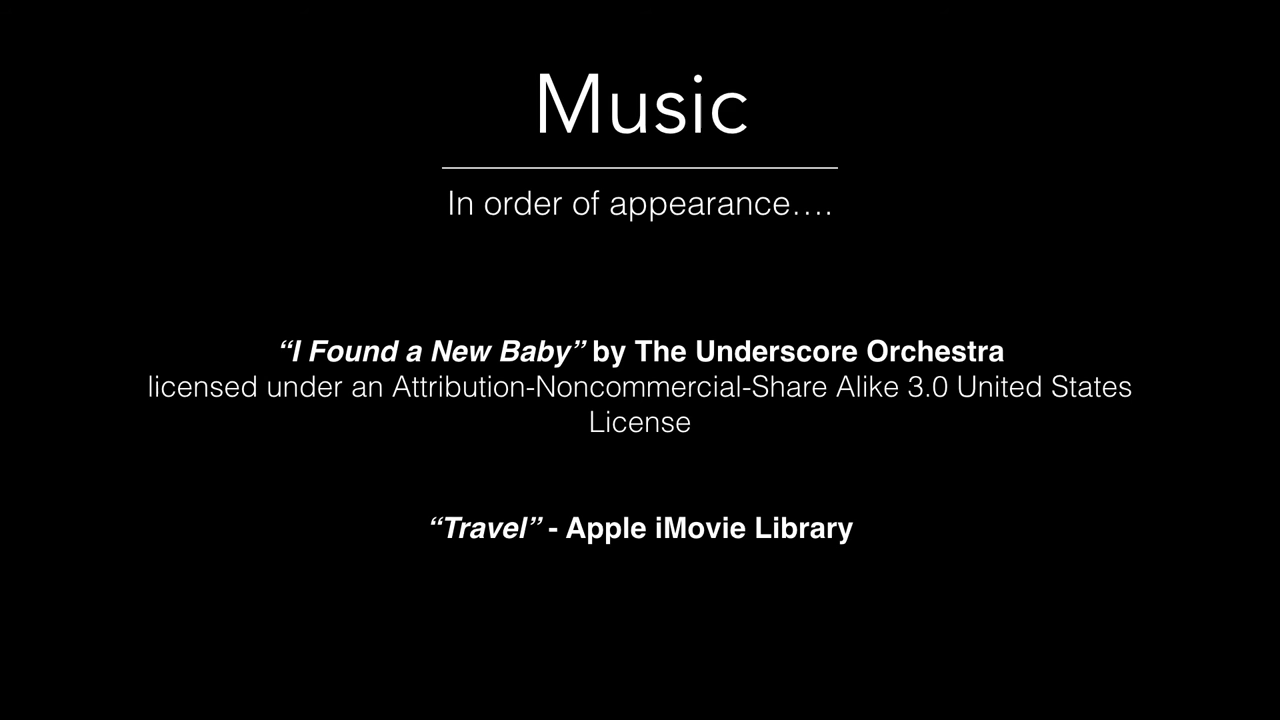 Music
In order of appearance….
“I Found a New Baby” by The Underscore Orchestra
licensed under an Attribution-Noncommercial-Share Alike 3.0 United States
License
“Travel” - Apple iMovie Library